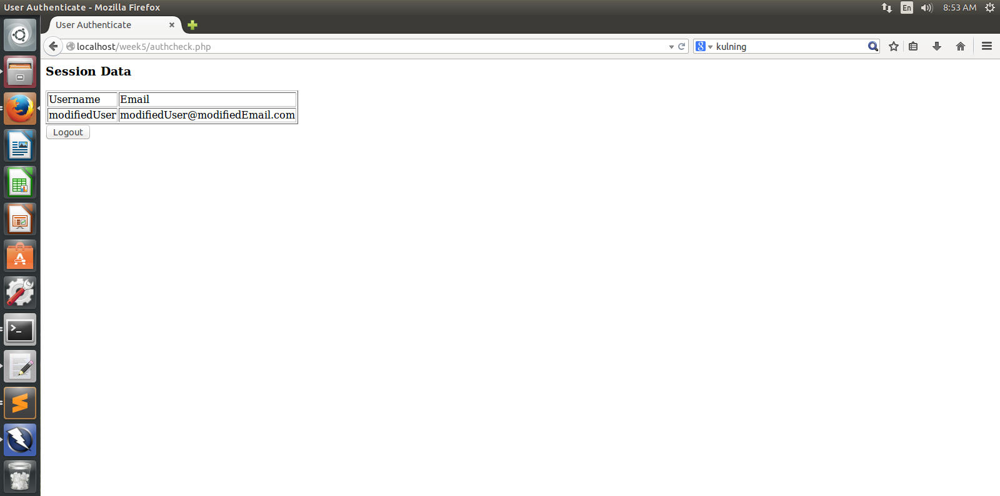 User Authenticate - Mozilla Firefox
En
8:53 AM
User Authenticate
localhost/week5/authcheck.php
8
kulning
Session Data
Username Email
modifiedUser modifiedUser@modifiedEmail.com
Logout
A
>_